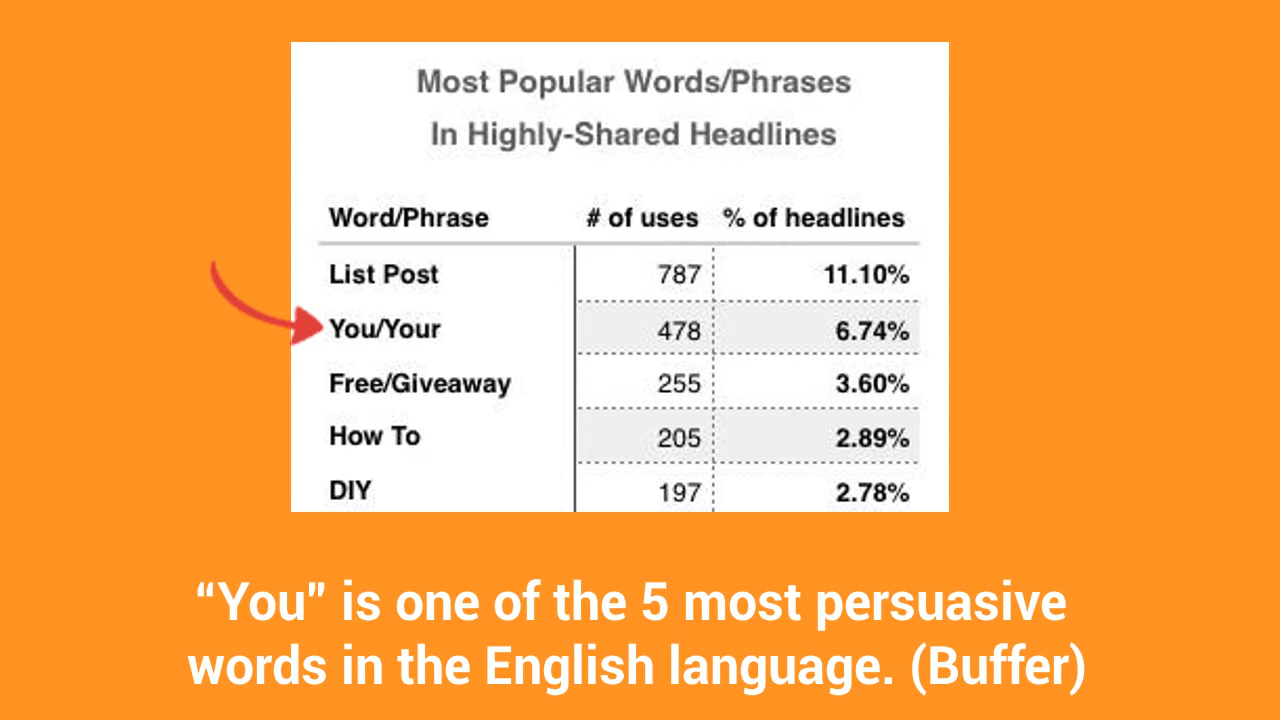 Most Popular Words/Phrases
In Highly-Shared Headlines
Word/Phrase # of uses % of headlines
List Post 787 11.10%
You/Your 478 6.74%
Free/Giveaway 255 3.60%
How To 205 2.89%
DIY 197 2.78%
“You” is one of the 5 most persuasive
words in the English language. (Buffer)